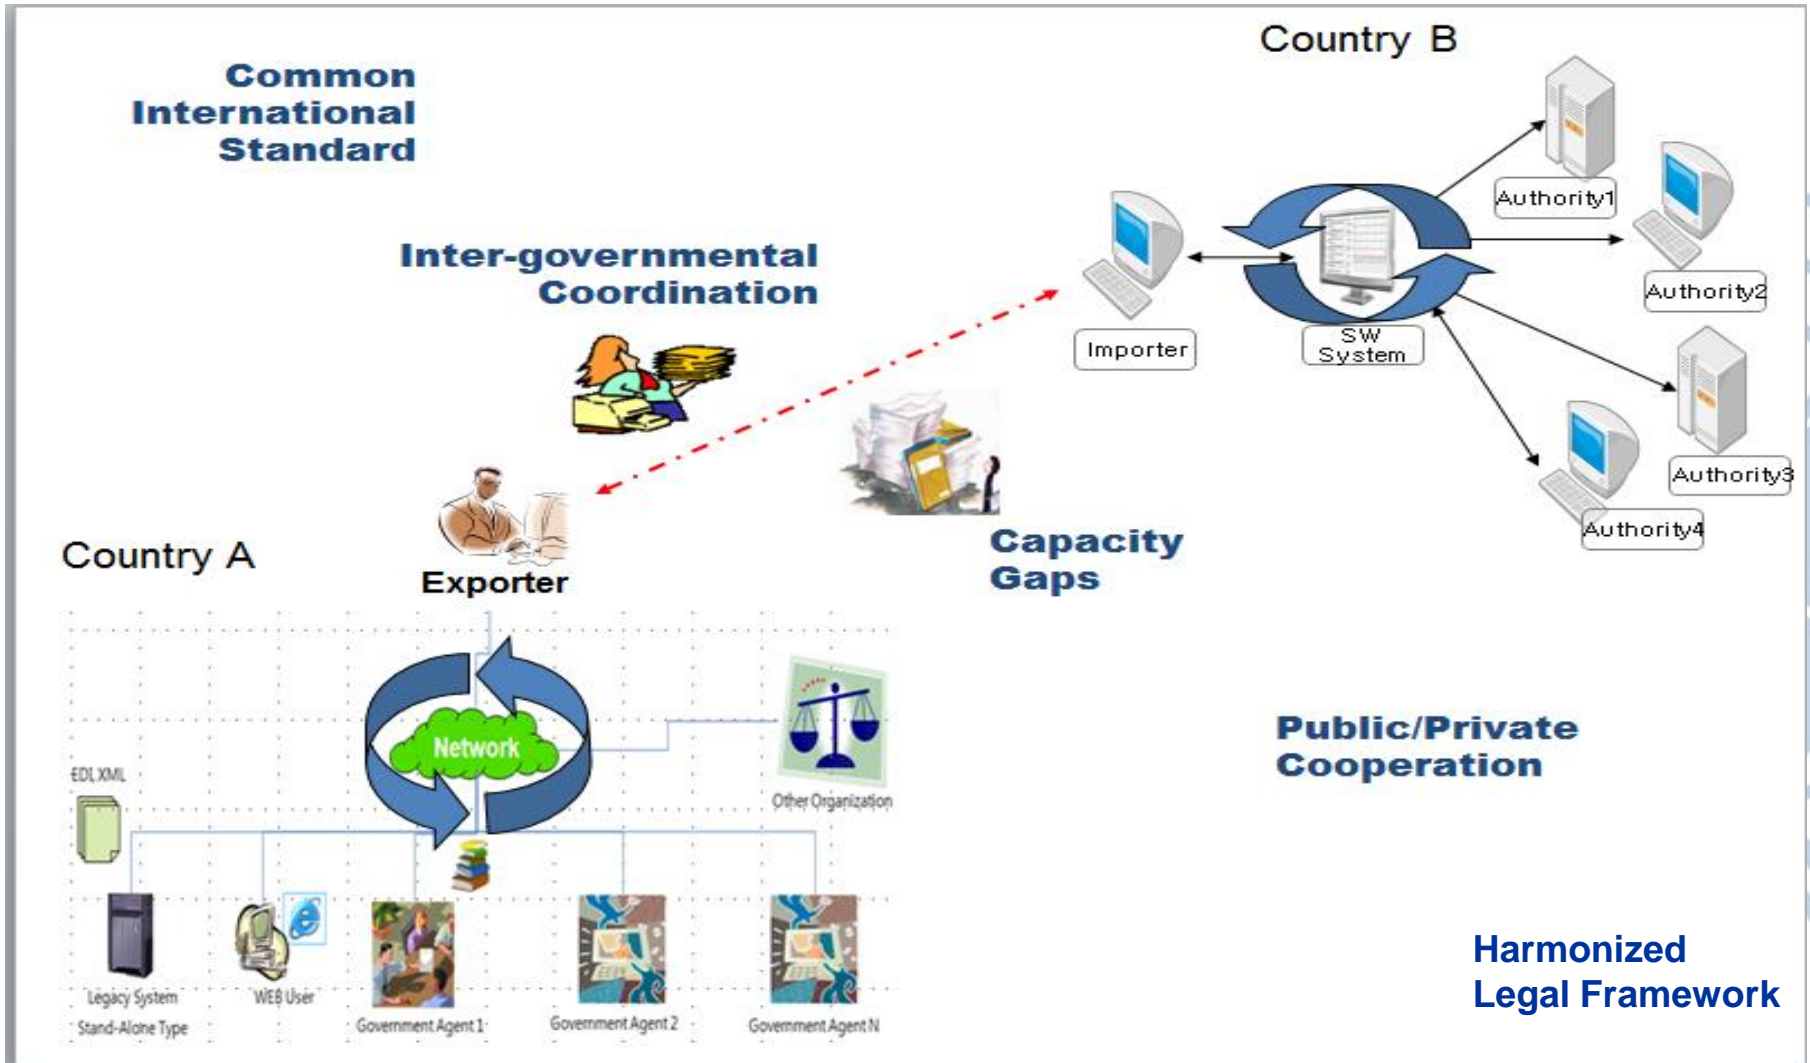 Country B
Common
International
Standard
Authority1
Inter-governmental
Coordination
Authority2
Importer
SW
System
Authority3
Authority4
Capacity
Gaps
Country A
Exporter
Public/Private
Cooperation
Network
EDI, XML
Other Organization
Legacy System
Stand-Alone Type
WEB User
Government Agent 1
Government Agent 2
Government Agent N
Harmonized
Legal Framework